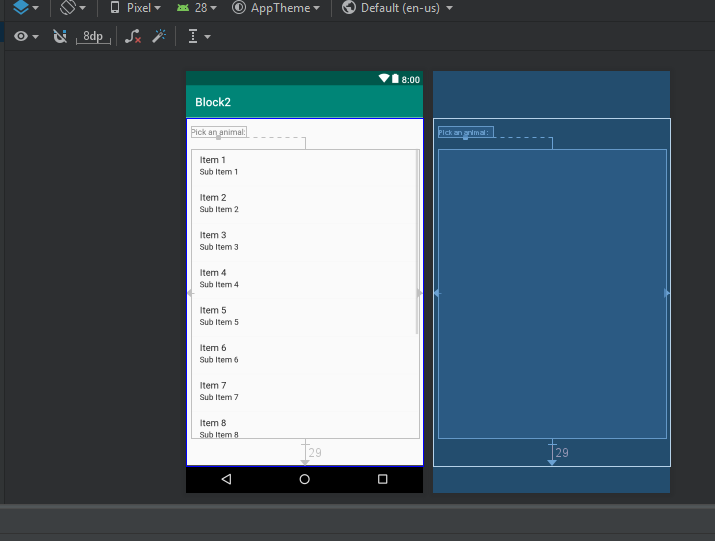 Pixel 28 AppTheme Default (en-us)
8dp
8:00
Block2
Pick an animal:
Item 1
Sub Item 1
Item 2
Sub Item 2
Item 3
Sub Item 3
Item 4
Sub Item 4
Item 5
Sub Item 5
Item 6
Sub Item 6
Item 7
Sub Item 7
Item 8
Sub Item 8
29
Pick an animal:
29